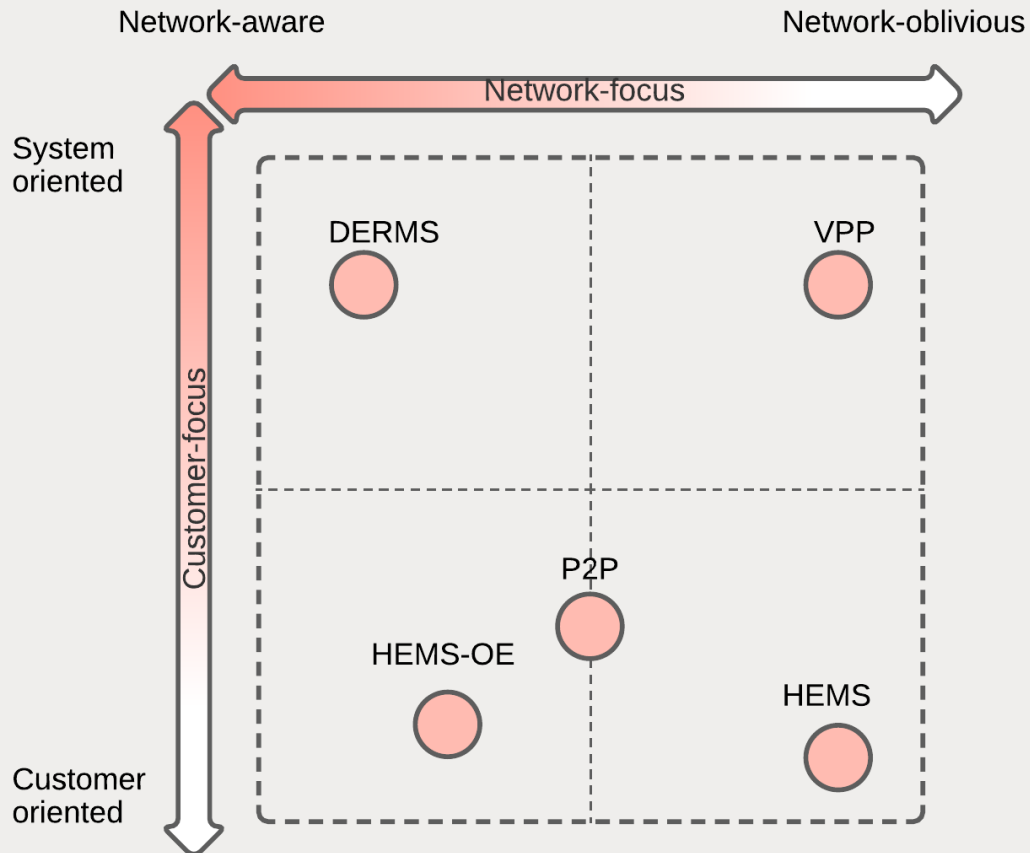 Network-aware
Network-oblivious
Network-focus
System
oriented
DERMS
VPP
Customer-focus
P2P
HEMS-OE
HEMS
Customer
oriented